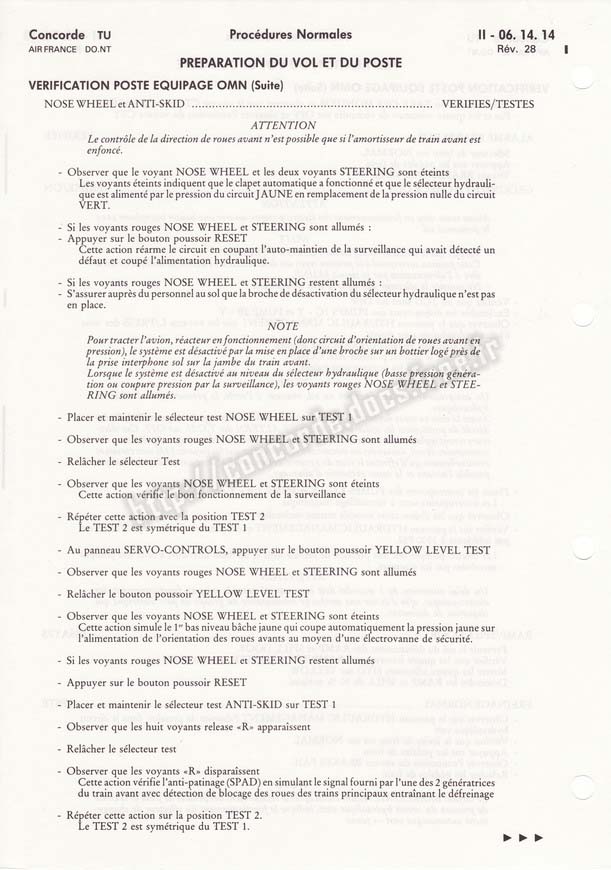 Concorde TU Procédures Normales II - 06. 14. 14
AIR FRANCE DO.NT Rév. 28
PREPARATION DU VOL ET DU POSTE
VERIFICATION POSTE EQUIPAGE OMN (Suite)
NOSE WHEEL et ANTI-SKID ........................................ VERIFIES/TESTES
ATTENTION
Le contrôle de la direction de roues avant n'est possible que si l'amortisseur de train avant est
enfoncé.
- Observer que le voyant NOSE WHEEL et les deux voyants STEERING sont éteints
Les voyants éteints indiquent que le clapet automatique a fonctionné et que le sélecteur hydrauli-
que est alimenté par le pression du circuit JAUNE en remplacement de la pression nulle du circuit
VERT.
- Si les voyants rouges NOSE WHEEL et STEERING sont allumés :
- Appuyer sur le bouton poussoir RESET
Cette action réarme le circuit en coupant l'auto-maintien de la surveillance qui avait détecté un
défaut et coupé l'alimentation hydraulique.
- Si les voyants rouges NOSE WHEEL et STEERING restent allumés :
- S'assurer auprès du personnel au sol que la broche de désactivation du sélecteur hydraulique n'est pas
en place.
NOTE
Pour tracter l'avion, réacteur en fonctionnement (donc circuit d'orientation de roues avant en
pression), le système est désactivé par la mise en place d'une broche sur un bottier logé près de
la prise interphone sol sur la jambe du train avant.
Lorsque le système est désactivé au niveau du sélecteur hydraulique (basse pression généra-
tion ou coupure pression par la surveillance), les voyants rouges NOSE WHEEL et STEE-
RING sont allumés.
- Placer et maintenir le sélecteur test NOSE WHEEL sur TEST 1
- Observer que les voyants rouges NOSE WHEEL et STEERING sont allumés
- Relâcher le sélecteur Test
- Observer que les voyants NOSE WHEEL et STEERING sont éteints
Cette action vérifie le bon fonctionnement de la surveillance
- Répéter cette action avec la position TEST 2
Le TEST 2 est symétrique du TEST 1
- Au panneau SERVO-CONTROLS, appuyer sur le bouton poussoir YELLOW LEVEL TEST
- Observer que les voyants rouges NOSE WHEEL et STEERING sont allumés
- Relâcher le bouton poussoir YELLOW LEVEL TEST
- Observer que les voyants NOSE WHEEL et STEERING sont éteints
Cette action simule le 1er bas niveau bâche jaune qui coupe automatiquement la pression jaune sur
l'alimentation de l'orientation des roues avants au moyen d'une électrovanne de sécurité.
- Si les voyants rouges NOSE WHEEL et STEERING restent allumés
- Appuyer sur le bouton poussoir RESET
- Placer et maintenir le sélecteur test ANTI-SKID sur TEST 1
- Observer que les huit voyants release «R» apparaîssent
- Relâcher le sélecteur test
- Observer que les voyants «R» disparaîssent
Cette action vérifie l'anti-patinage (SPAD) en simulant le signal fourni par l'une des 2 génératrices
du train avant avec détection de blocage des roues des trains principaux entraînant le défreinage
- Répéter cette action sur la position TEST 2.
Le TEST 2 est symétrique du TEST 1.
http://concorde.docs.free.fr